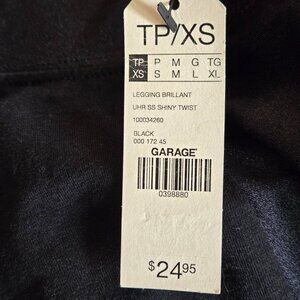 TP/XS
TP P M G TG
XS S M L XL
LEGGING BRILLANT
UHR SS SHINY TWIST
100034260
BLACK
000 172 45
GARAGE
0398880
$24.95